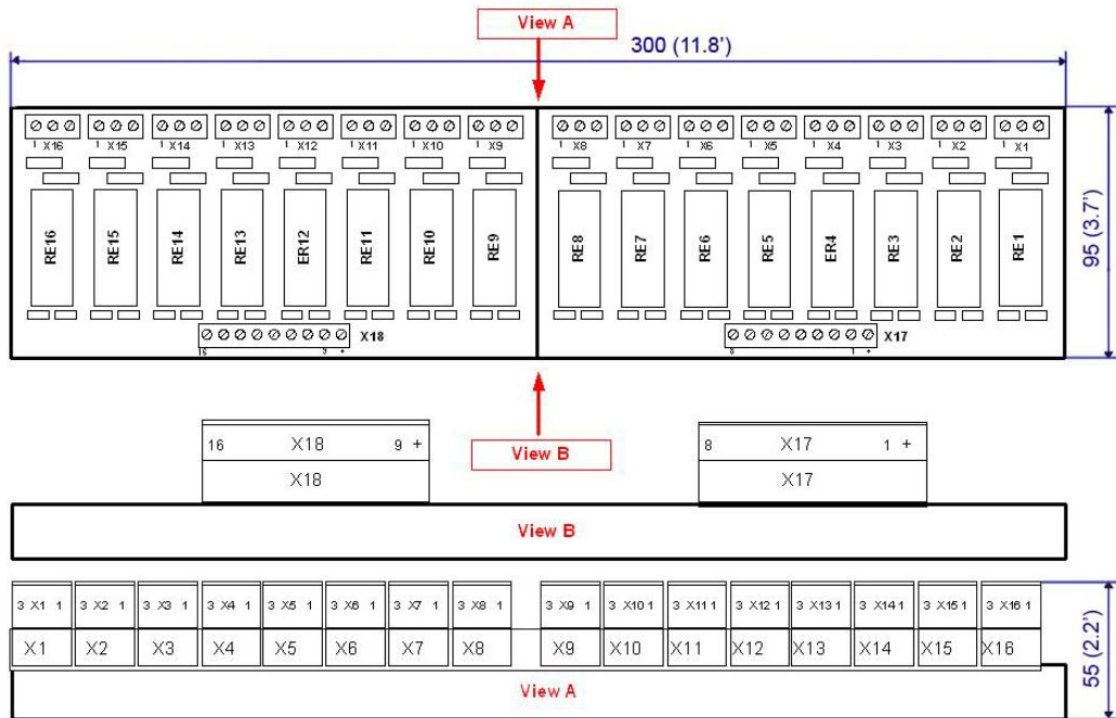 View A
300 (11.8')
1 X16 1 X15 1 X14 1 X13 1 X12 1 X11 1 X10 1 X9 1 X8 1 X7 1 X6 1 X5 1 X4 1 X3 1 X2 1 X1
RE16 RE15 RE14 RE13 ER12 RE11 RE10 RE9 RE8 RE7 RE6 RE5 ER4 RE3 RE2 RE1
95 (3.7')
X18 X17
16 9 + 8 1 +
View B
16 X18 9 + 8 X17 1 +
X18 X17
View B
3 X1 1 3 X2 1 3 X3 1 3 X4 1 3 X5 1 3 X6 1 3 X7 1 3 X8 1 3 X9 1 3 X10 1 3 X11 1 3 X12 1 3 X13 1 3 X14 1 3 X15 1 3 X16 1
X1 X2 X3 X4 X5 X6 X7 X8 X9 X10 X11 X12 X13 X14 X15 X16
View A
55 (2.2')